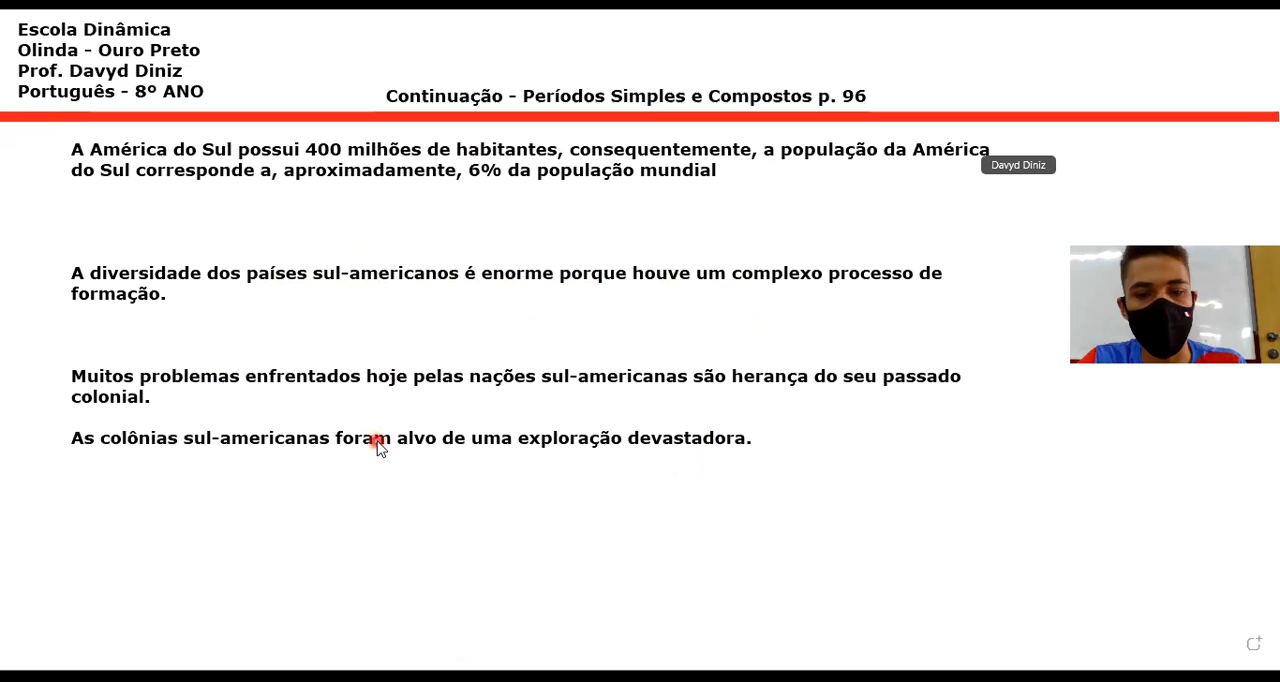 Escola Dinâmica
Olinda - Ouro Preto
Prof. Davyd Diniz
Português - 8º ANO
Continuação - Períodos Simples e Compostos p. 96
A América do Sul possui 400 milhões de habitantes, consequentemente, a população da América
do Sul corresponde a, aproximadamente, 6% da população mundial
Davyd Diniz
A diversidade dos países sul-americanos é enorme porque houve um complexo processo de
formação.
Muitos problemas enfrentados hoje pelas nações sul-americanas são herança do seu passado
colonial.
As colônias sul-americanas foram alvo de uma exploração devastadora.